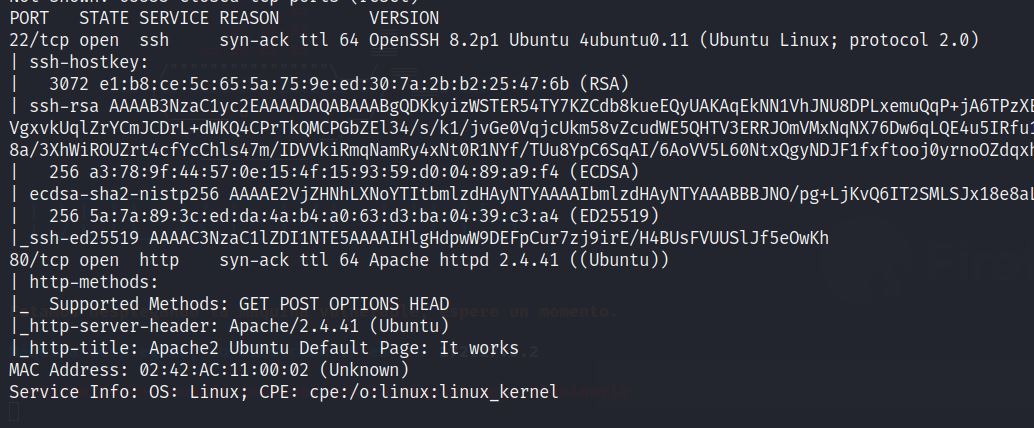 PORT   STATE SERVICE REASON         VERSION
22/tcp open  ssh     syn-ack ttl 64 OpenSSH 8.2p1 Ubuntu 4ubuntu0.11 (Ubuntu Linux; protocol 2.0)
| ssh-hostkey:
|   3072 e1:b8:ce:5c:65:5a:75:9e:ed:30:7a:2b:b2:25:47:6b (RSA)
| ssh-rsa AAAAB3NzaC1yc2EAAAADAQABAAABgQDKkyizWSTER54TY7KZCdb8kueEQyUAKAqEkNN1VhJNU8DPLxemuQqP+jA6TPzX
VgxvkUqlZrYCmJCDrL+dWKQ4CPrTkQMCPGbZEl34/s/k1/jvGe0VqjcUkm58vZcudWE5QHTV3ERRJOmVMxNqNX76Dw6qLQE4u5IRfu
8a/3XhWiROUZrt4cfYcChls47m/IDVVkiRmqNamRy4xNt0R1NYf/TUu8YpC6SqAI/6AoVV5L60NtxQgyNDJF1fxftooj0yrnoOZdqx
|   256 a3:78:9f:44:57:0e:15:4f:15:93:59:d0:04:89:a9:f4 (ECDSA)
| ecdsa-sha2-nistp256 AAAAE2VjZHNhLXNoYTItbmlzdHAyNTYAAAAIbmlzdHAyNTYAAABBBJNO/pg+LjKvQ6IT2SMLSJx18e8a
|   256 5a:7a:89:3c:ed:da:4a:b4:a0:63:d3:ba:04:39:c3:a4 (ED25519)
|_ssh-ed25519 AAAAC3NzaC1lZDI1NTE5AAAAIHlgHdpwW9DEFpCur7zj9irE/H4BUsFVUUSlJf5eOwKh
80/tcp open  http    syn-ack ttl 64 Apache httpd 2.4.41 ((Ubuntu))
| http-methods:
|_  Supported Methods: GET POST OPTIONS HEAD
|_http-server-header: Apache/2.4.41 (Ubuntu)
|_http-title: Apache2 Ubuntu Default Page: It works
MAC Address: 02:42:AC:11:00:02 (Unknown)
Service Info: OS: Linux; CPE: cpe:/o:linux:linux_kernel